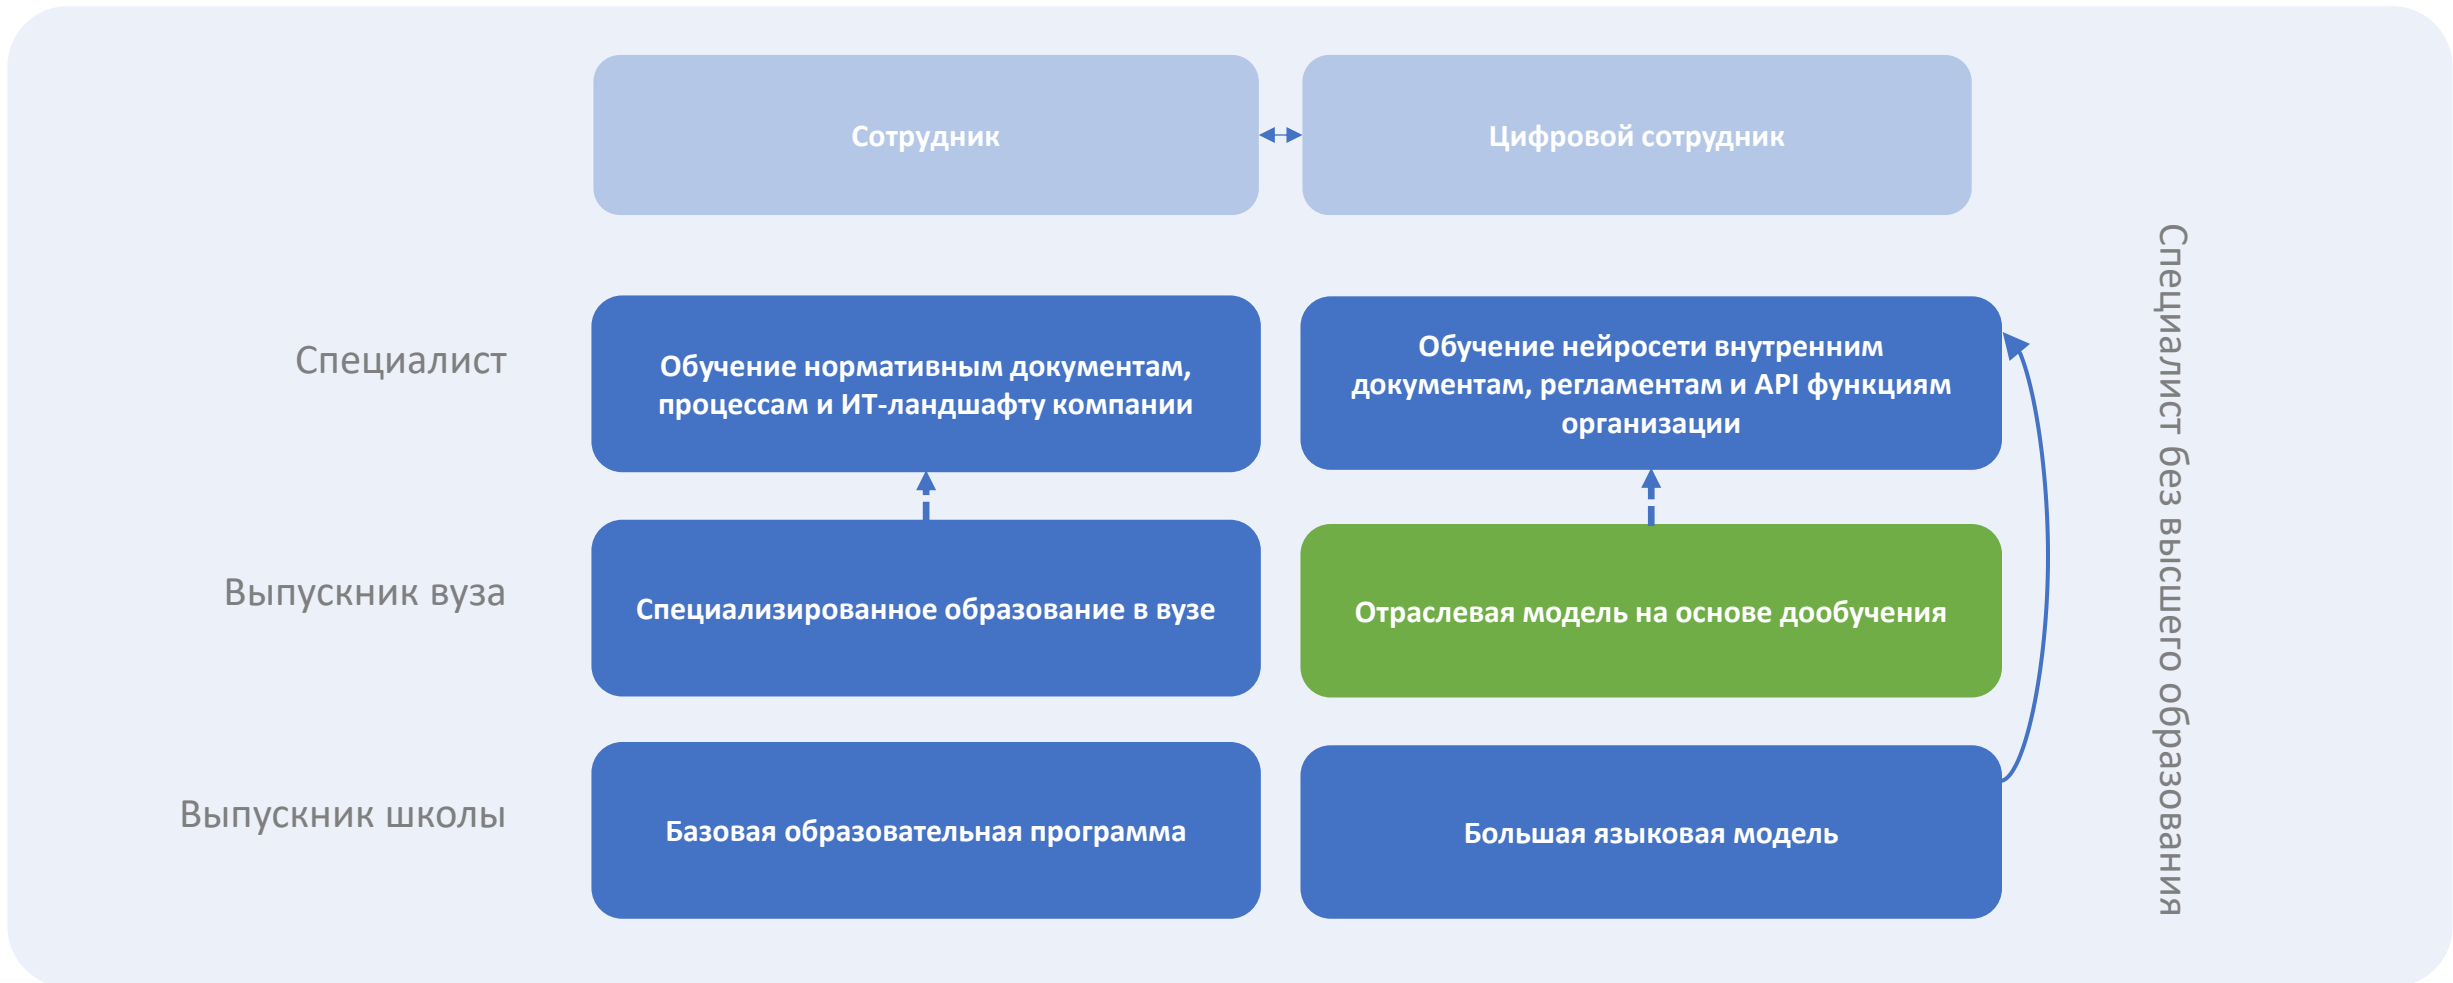 Сотрудник
Цифровой сотрудник
Специалист
Обучение нормативным документам,
процессам и ИТ-ландшафту компании
Обучение нейросети внутренним
документам, регламентам и API функциям
организации
Выпускник вуза
Специализированное образование в вузе
Отраслевая модель на основе дообучения
Выпускник школы
Базовая образовательная программа
Большая языковая модель
Специалист без высшего образования